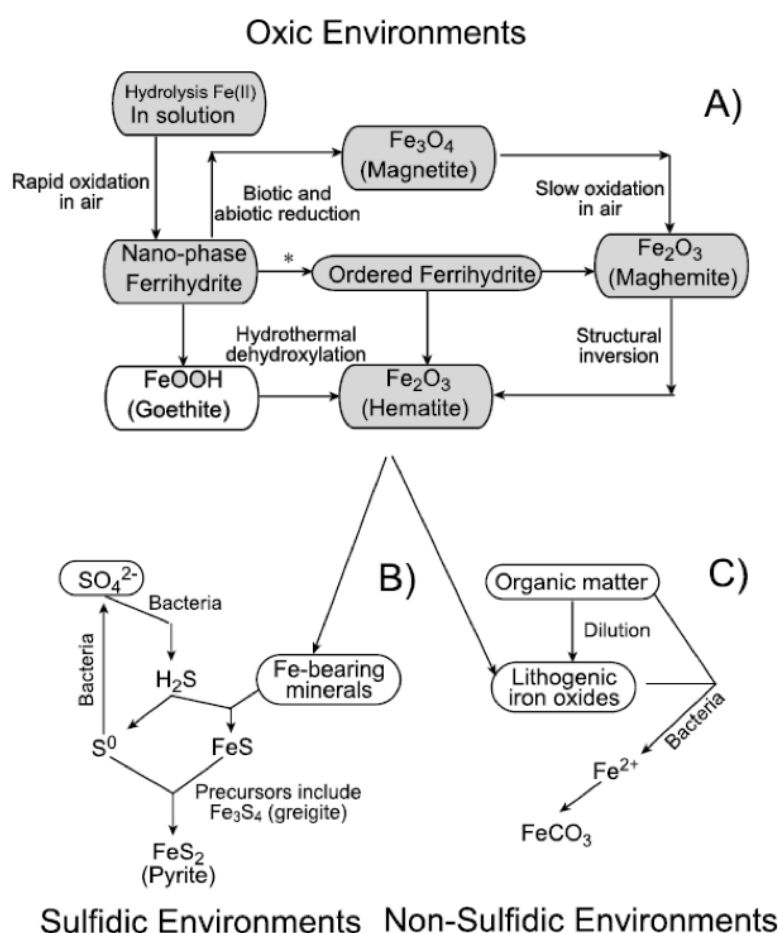 Oxic Environments
A)
Hydrolysis Fe(II)
In solution
Fe₃O₄
(Magnetite)
Rapid oxidation
in air
Biotic and
abiotic reduction
Slow oxidation
in air
Nano-phase
Ferrihydrite
*
Ordered Ferrihydrite
Fe₂O₃
(Maghemite)
Hydrothermal
dehydroxylation
Structural
inversion
FeOOH
(Goethite)
Fe₂O₃
(Hematite)
B)
SO₄²⁻
Bacteria
Bacteria
H₂S
Fe-bearing
minerals
S⁰
FeS
Precursors include
Fe₃S₄ (greigite)
FeS₂
(Pyrite)
Sulfidic Environments
C)
Organic matter
Dilution
Lithogenic
iron oxides
Bacteria
Fe²⁺
FeCO₃
Non-Sulfidic Environments